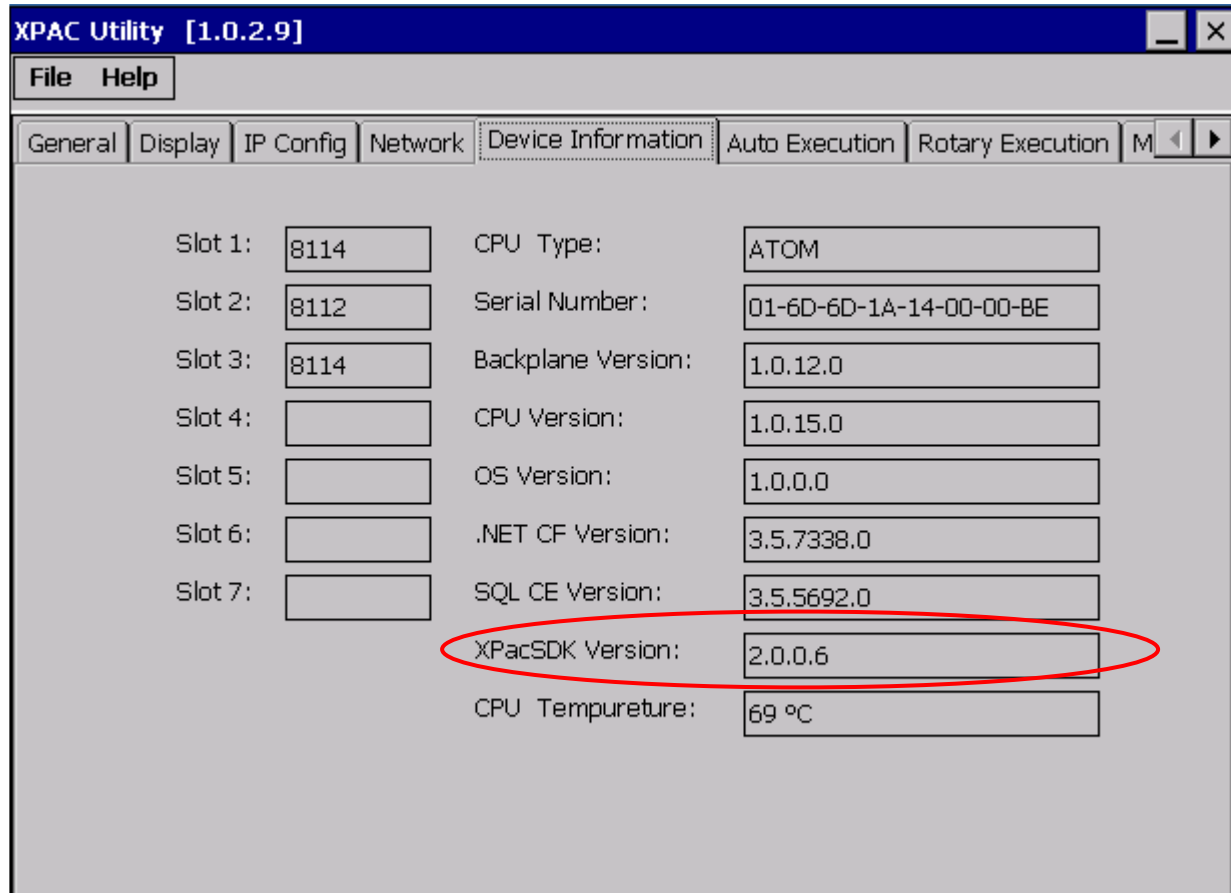 XPAC Utility [1.0.2.9]
File Help
General Display IP Config Network Device Information Auto Execution Rotary Execution M
Slot 1: 8114 CPU Type: ATOM
Slot 2: 8112 Serial Number: 01-6D-6D-1A-14-00-00-BE
Slot 3: 8114 Backplane Version: 1.0.12.0
Slot 4: CPU Version: 1.0.15.0
Slot 5: OS Version: 1.0.0.0
Slot 6: .NET CF Version: 3.5.7338.0
Slot 7: SQL CE Version: 3.5.5692.0
XPacSDK Version: 2.0.0.6
CPU Tempureture: 69 ºC